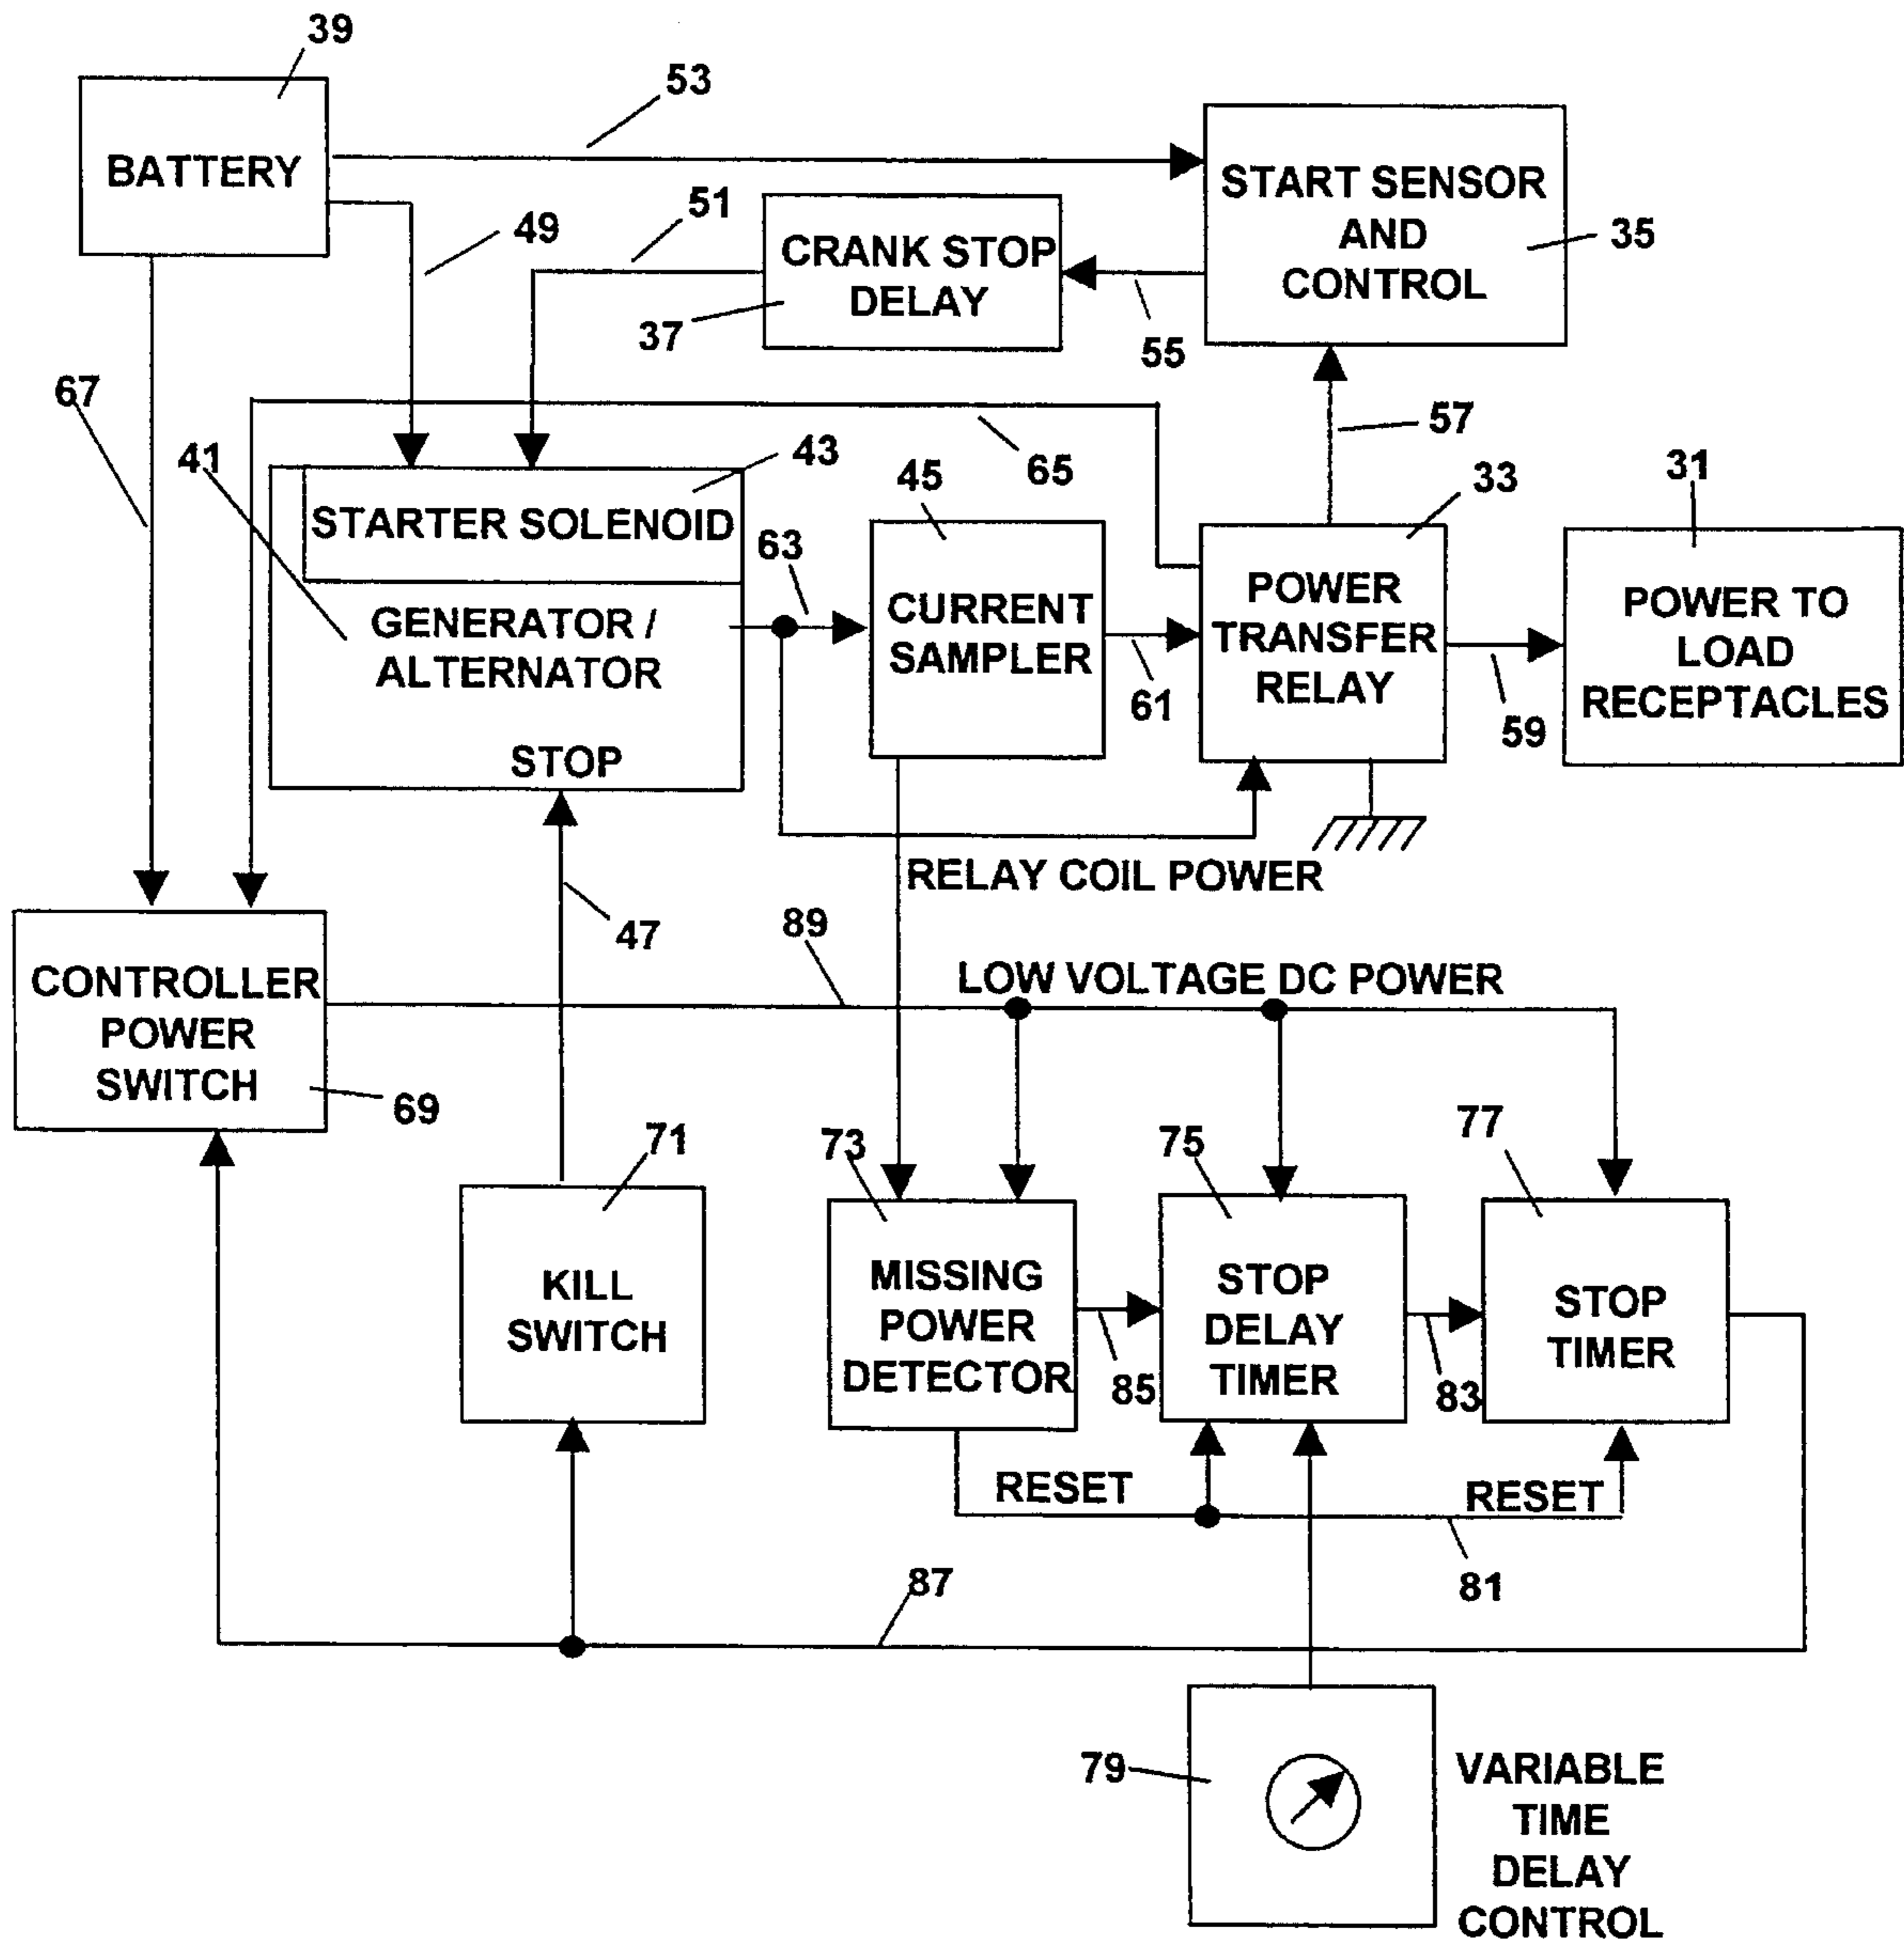 39
53
BATTERY
START SENSOR
AND
CONTROL
35
51
49
CRANK STOP
DELAY
37
55
67
57
41
43
65
45
33
31
STARTER SOLENOID
63
GENERATOR /
ALTERNATOR
STOP
CURRENT
SAMPLER
61
POWER
TRANSFER
RELAY
59
POWER TO
LOAD
RECEPTACLES
RELAY COIL POWER
47
89
LOW VOLTAGE DC POWER
CONTROLLER
POWER
SWITCH
69
71
73
75
77
KILL
SWITCH
MISSING
POWER
DETECTOR
85
STOP
DELAY
TIMER
83
STOP
TIMER
RESET
RESET
81
87
79
VARIABLE
TIME
DELAY
CONTROL